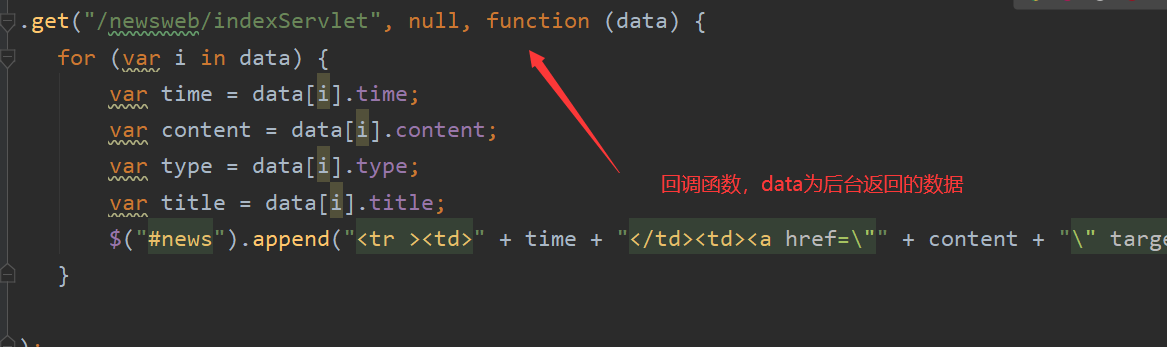 .get("/newsweb/indexServlet", null, function (data) {
for (var i in data) {
var time = data[i].time;
var content = data[i].content;
var type = data[i].type;
回调函数，data为后台返回的数据
var title = data[i].title;
$("#news").append("<tr ><td>" + time + "</td><td><a href=\"" + content + "\" targe
}
);